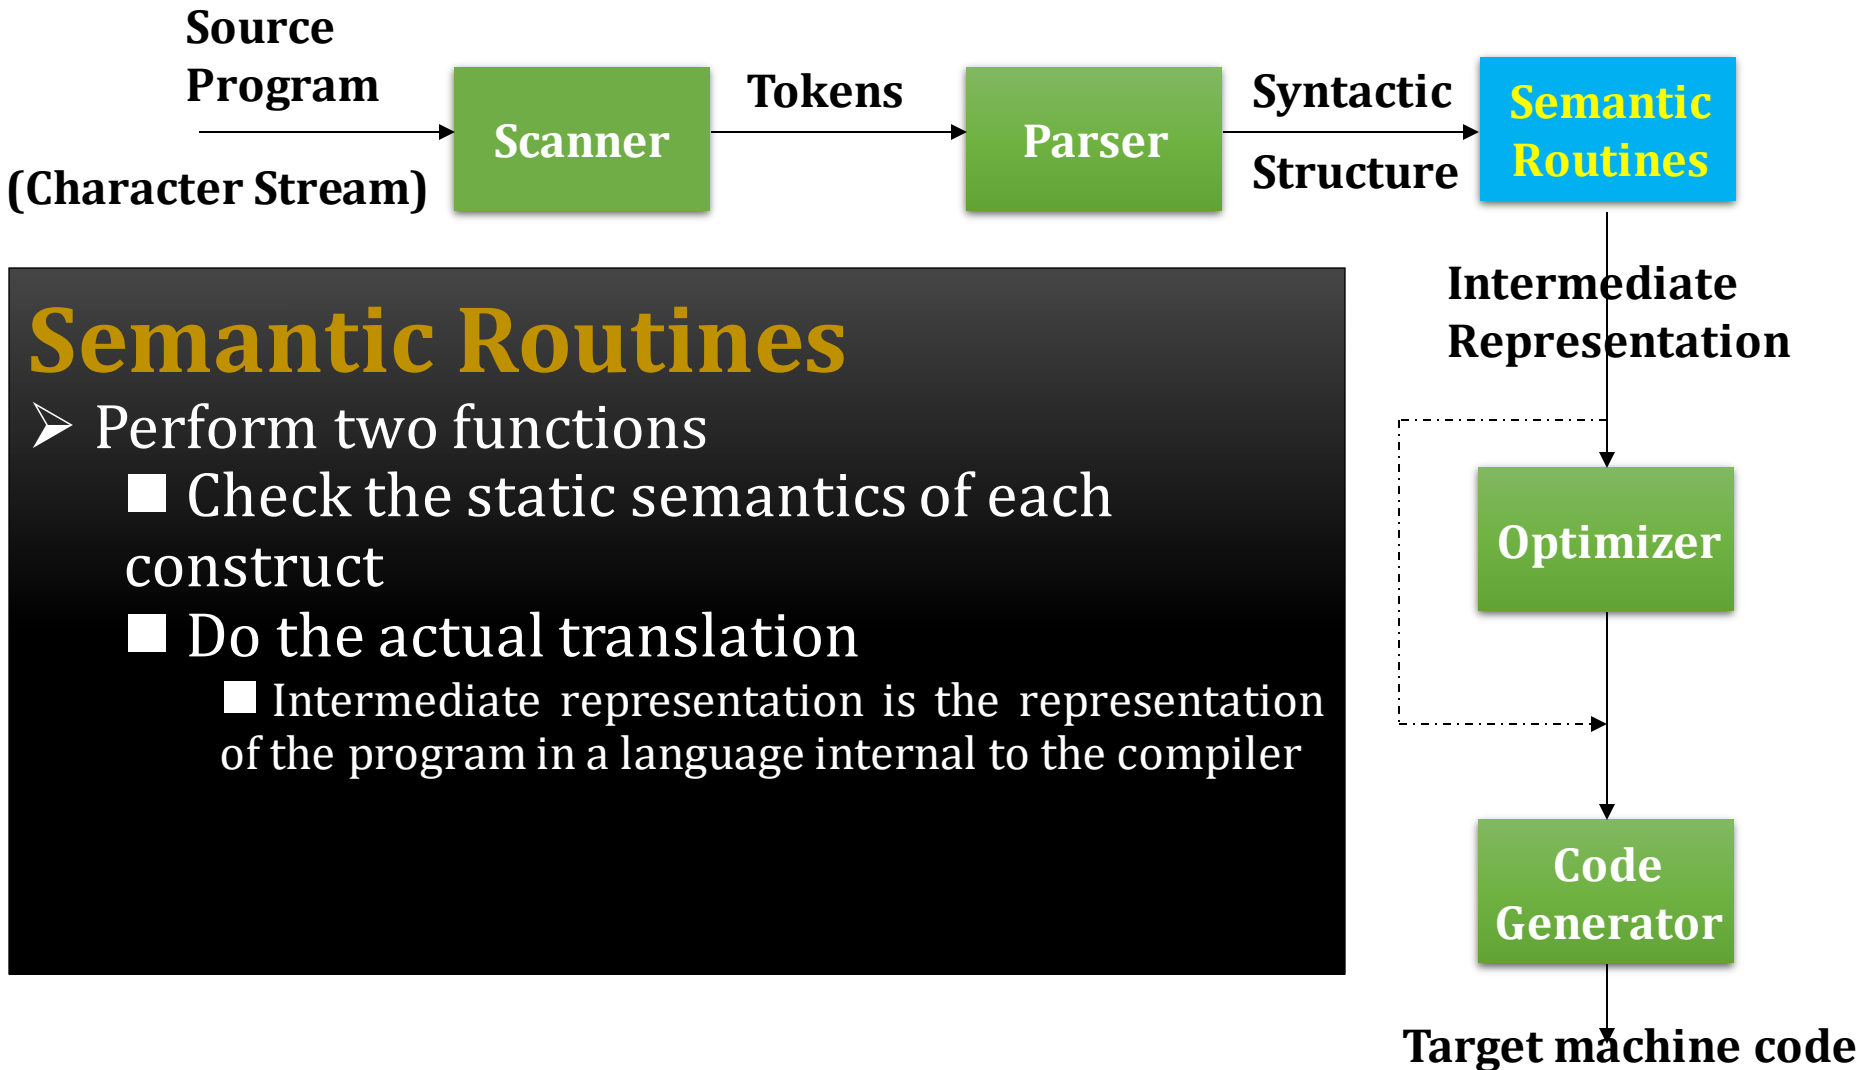 Source
Program
(Character Stream)
Scanner
Tokens
Parser
Syntactic
Structure
Semantic
Routines
Intermediate
Representation
Semantic Routines
➢ Perform two functions
■ Check the static semantics of each
construct
■ Do the actual translation
■ Intermediate representation is the representation
of the program in a language internal to the compiler
Optimizer
Code
Generator
Target machine code